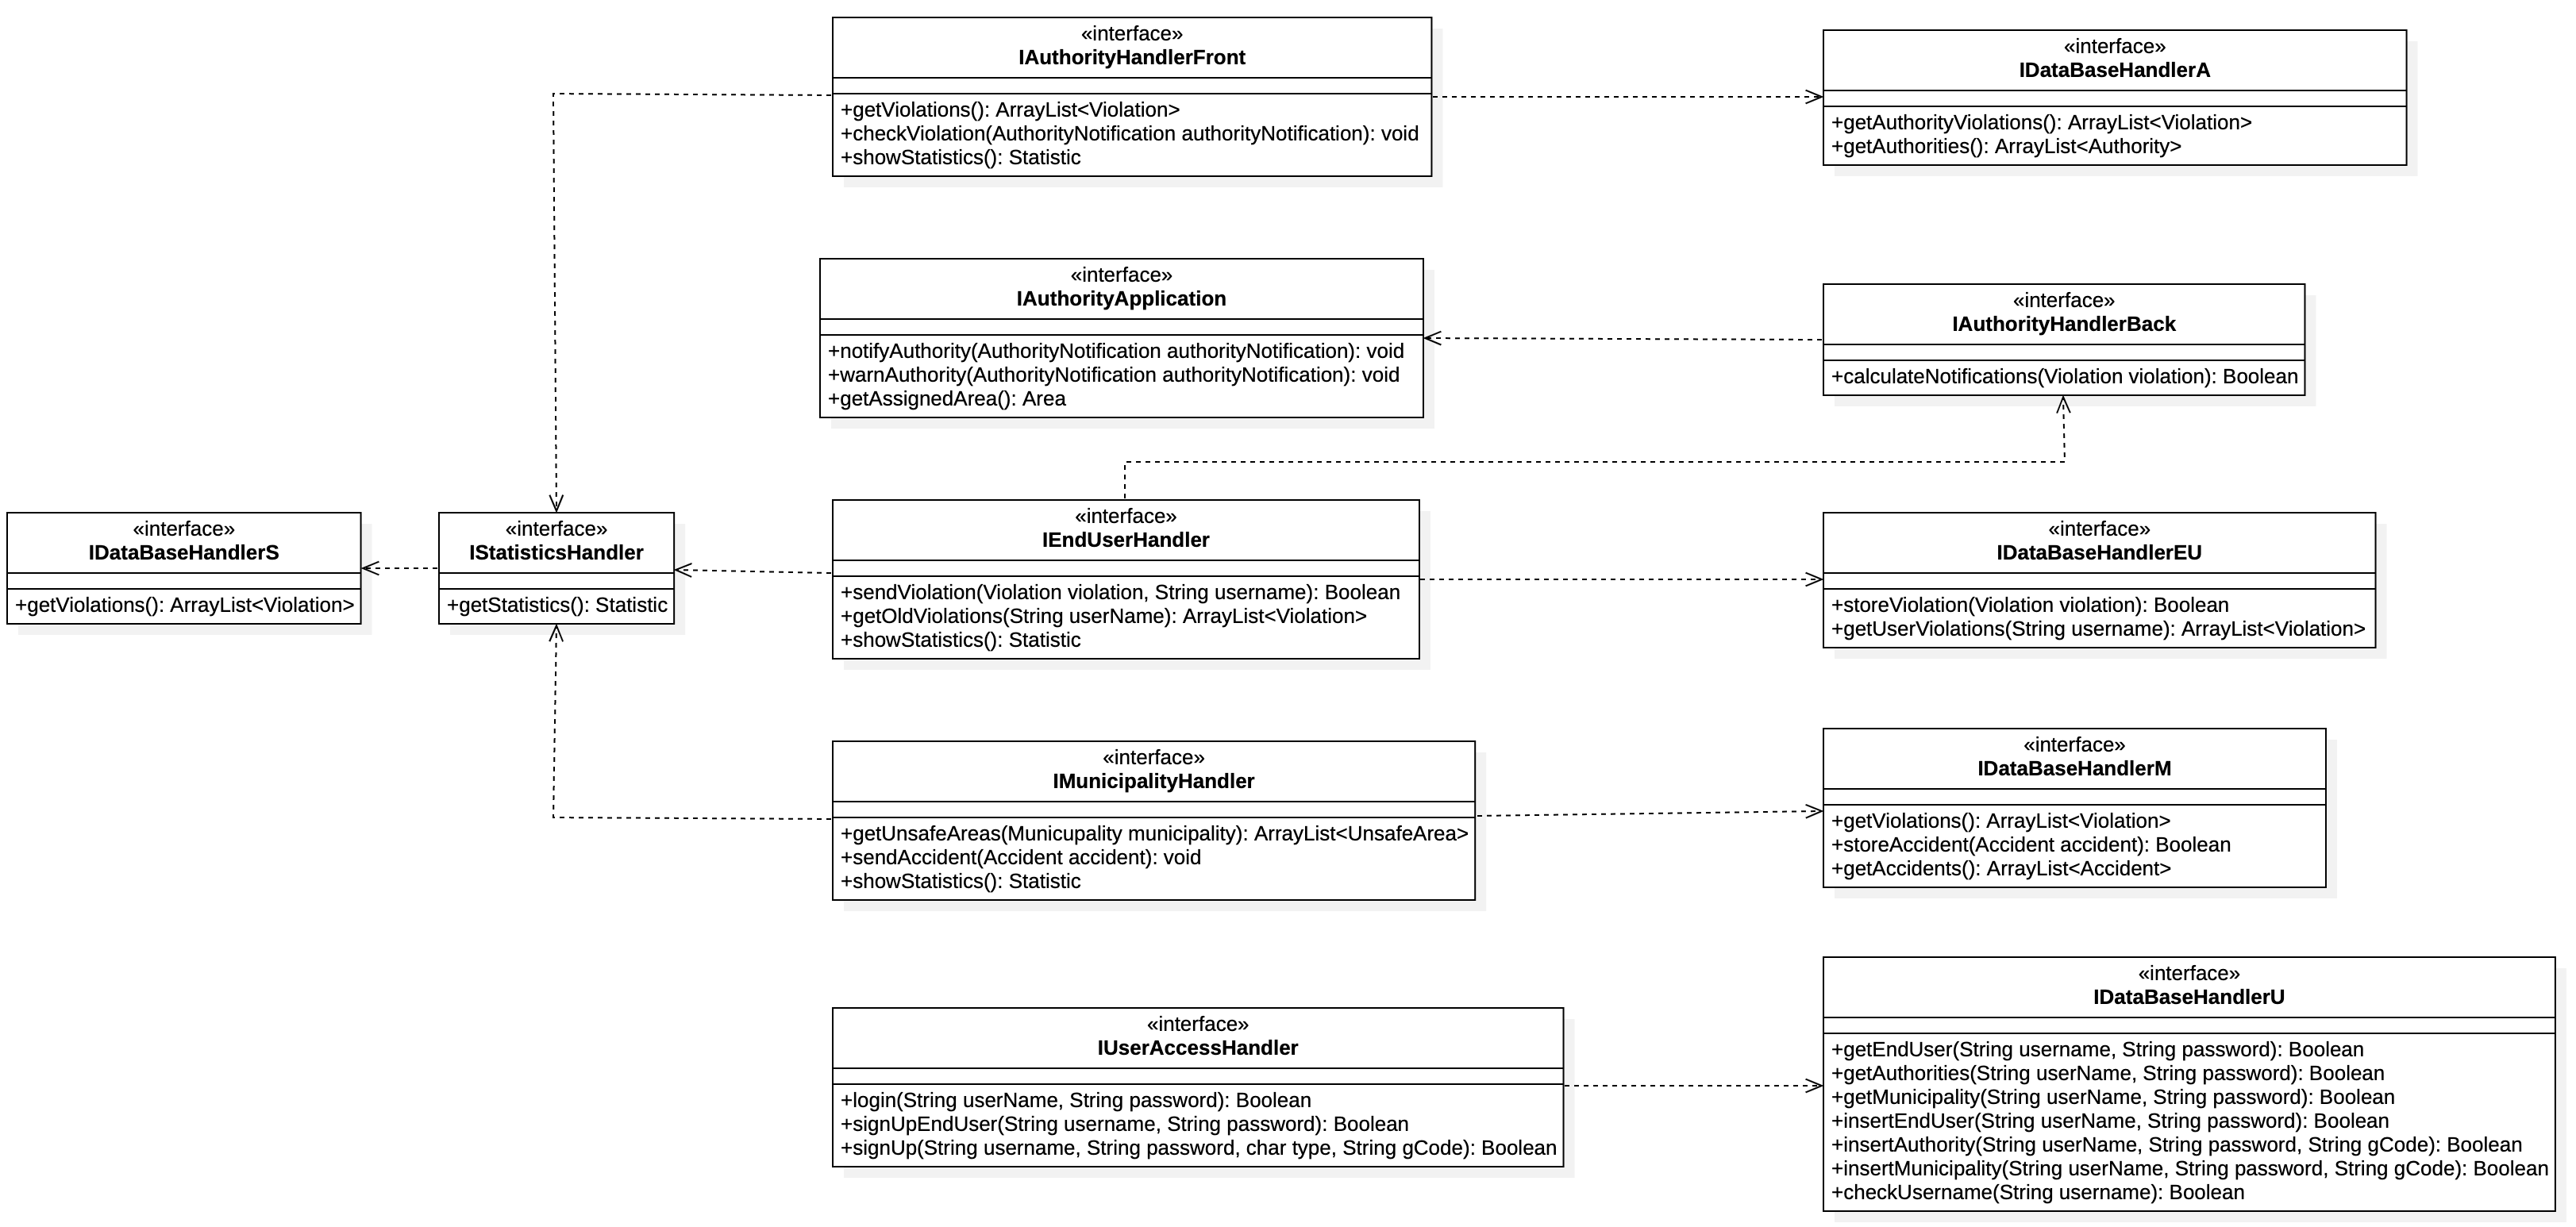 «interface»
IAuthorityHandlerFront
+getViolations(): ArrayList<Violation>
+checkViolation(AuthorityNotification authorityNotification): void
+showStatistics(): Statistic
«interface»
IDataBaseHandlerA
+getAuthorityViolations(): ArrayList<Violation>
+getAuthorities(): ArrayList<Authority>
«interface»
IAuthorityApplication
+notifyAuthority(AuthorityNotification authorityNotification): void
+warnAuthority(AuthorityNotification authorityNotification): void
+getAssignedArea(): Area
«interface»
IAuthorityHandlerBack
+calculateNotifications(Violation violation): Boolean
«interface»
IDataBaseHandlerS
+getViolations(): ArrayList<Violation>
«interface»
IStatisticsHandler
+getStatistics(): Statistic
«interface»
IEndUserHandler
+sendViolation(Violation violation, String username): Boolean
+getOldViolations(String userName): ArrayList<Violation>
+showStatistics(): Statistic
«interface»
IDataBaseHandlerEU
+storeViolation(Violation violation): Boolean
+getUserViolations(String username): ArrayList<Violation>
«interface»
IMunicipalityHandler
+getUnsafeAreas(Municupality municipality): ArrayList<UnsafeArea>
+sendAccident(Accident accident): void
+showStatistics(): Statistic
«interface»
IDataBaseHandlerM
+getViolations(): ArrayList<Violation>
+storeAccident(Accident accident): Boolean
+getAccidents(): ArrayList<Accident>
«interface»
IUserAccessHandler
+login(String userName, String password): Boolean
+signUpEndUser(String username, String password): Boolean
+signUp(String username, String password, char type, String gCode): Boolean
«interface»
IDataBaseHandlerU
+getEndUser(String username, String password): Boolean
+getAuthorities(String userName, String password): Boolean
+getMunicipality(String userName, String password): Boolean
+insertEndUser(String userName, String password): Boolean
+insertAuthority(String userName, String password, String gCode): Boolean
+insertMunicipality(String userName, String password, String gCode): Boolean
+checkUsername(String username): Boolean